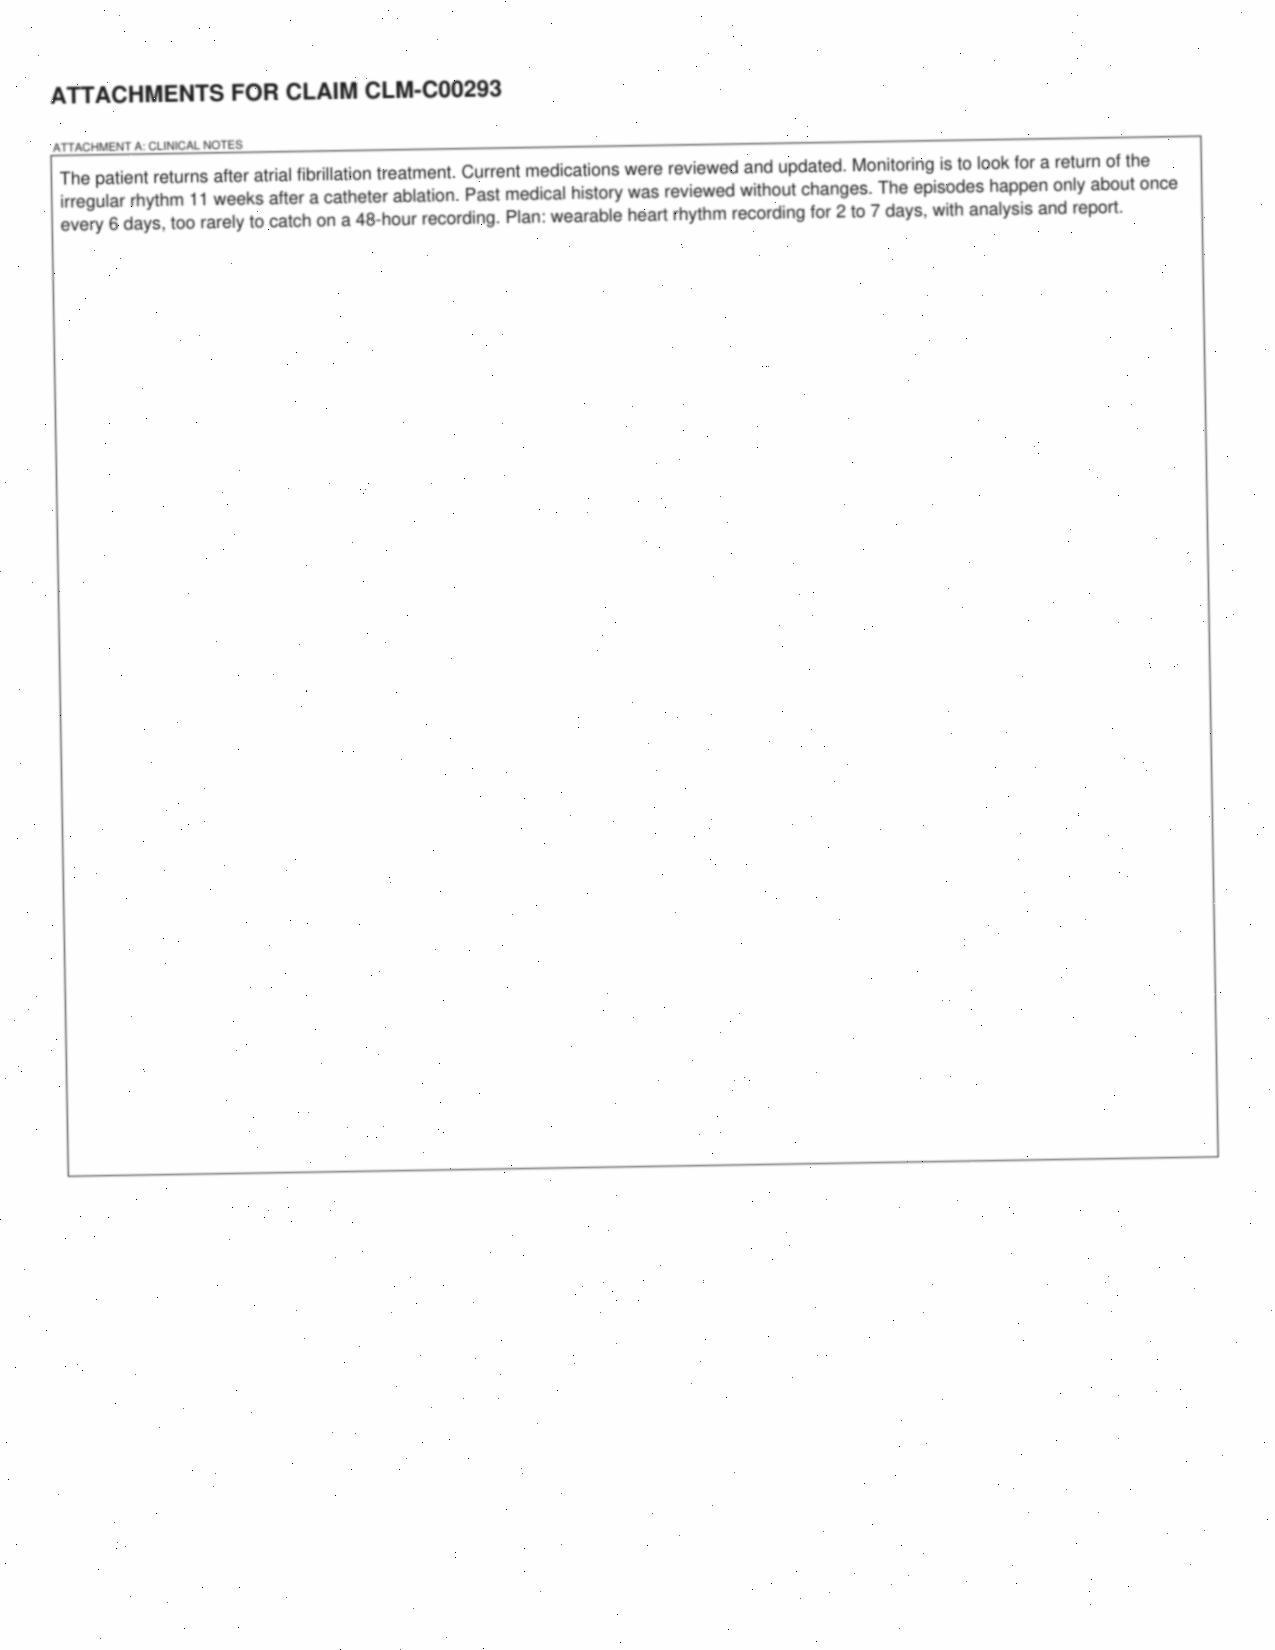 ATTACHMENTS FOR CLAIM CLM-C00293
ATTACHMENT A: CLINICAL NOTES
The patient returns after atrial fibrillation treatment. Current medications were reviewed and updated. Monitoring is to look for a return of the
irregular rhythm 11 weeks after a catheter ablation. Past medical history was reviewed without changes. The episodes happen only about once
every 6 days, too rarely to catch on a 48-hour recording. Plan: wearable heart rhythm recording for 2 to 7 days, with analysis and report.